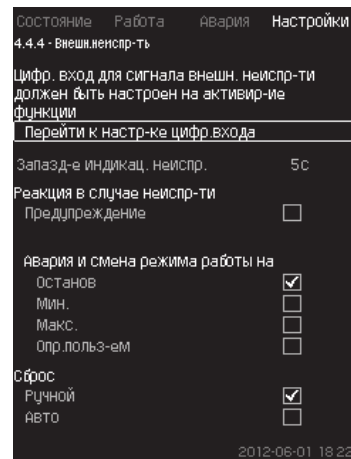 Состояние Работа Авария Настройки
4.4.4 - Внешн.неиспр-ть
Цифр. вход для сигнала внешн. неиспр-ти
должен быть настроен на активир-ие
функции
Перейти к настр-ке цифр.входа
Запазд-е индикац. неиспр. 5с
Реакция в случае неиспр-ти
Предупреждение
Авария и смена режима работы на
Останов
Мин.
Макс.
Опр.польз-ем
Сброс
Ручной
Авто
2012-06-01 18:22